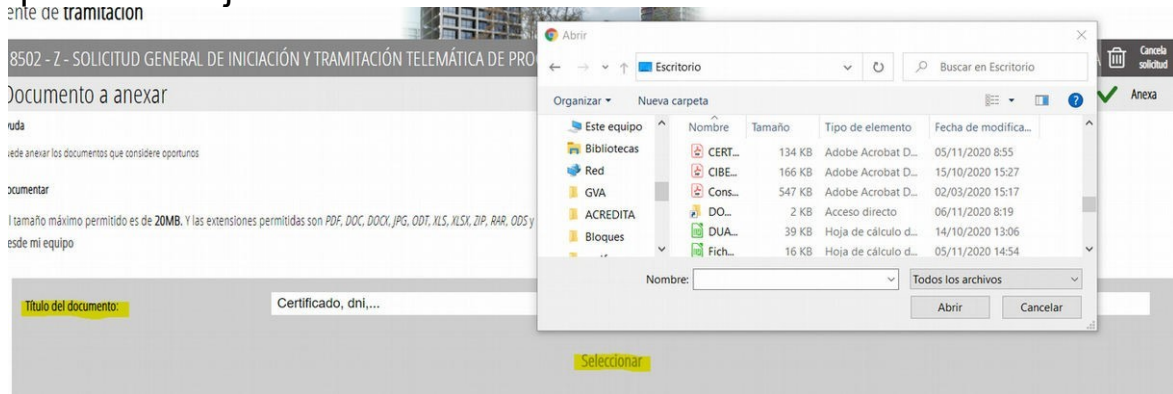 ente de tramitación
8502 - Z - SOLICITUD GENERAL DE INICIACIÓN Y TRAMITACIÓN TELEMÁTICA DE PRO
Cancela
solicitud
Documento a anexar
Anexa
yuda
uede anexar los documentos que considere oportunos
ocumentar
l tamaño máximo permitido es de 20MB. Y las extensiones permitidas son PDF, DOC, DOCX, JPG, ODT, XLS, XLSX, ZIP, RAR, ODS y
esde mi equipo
Título del documento:
Certificado, dni,...
Seleccionar
Abrir
Escritorio
Buscar en Escritorio
Organizar
Nueva carpeta
Este equipo
Bibliotecas
Red
GVA
ACREDITA
Bloques
Nombre Tamaño Tipo de elemento Fecha de modifica...
CERT... 134 KB Adobe Acrobat D... 05/11/2020 8:55
CIBE... 166 KB Adobe Acrobat D... 15/10/2020 15:27
Cons... 547 KB Adobe Acrobat D... 02/03/2020 15:17
DO... 2 KB Acceso directo 06/11/2020 8:19
DUA... 39 KB Hoja de cálculo d... 14/10/2020 13:06
Fich... 16 KB Hoja de cálculo d... 05/11/2020 14:54
Nombre:
Todos los archivos
Abrir
Cancelar